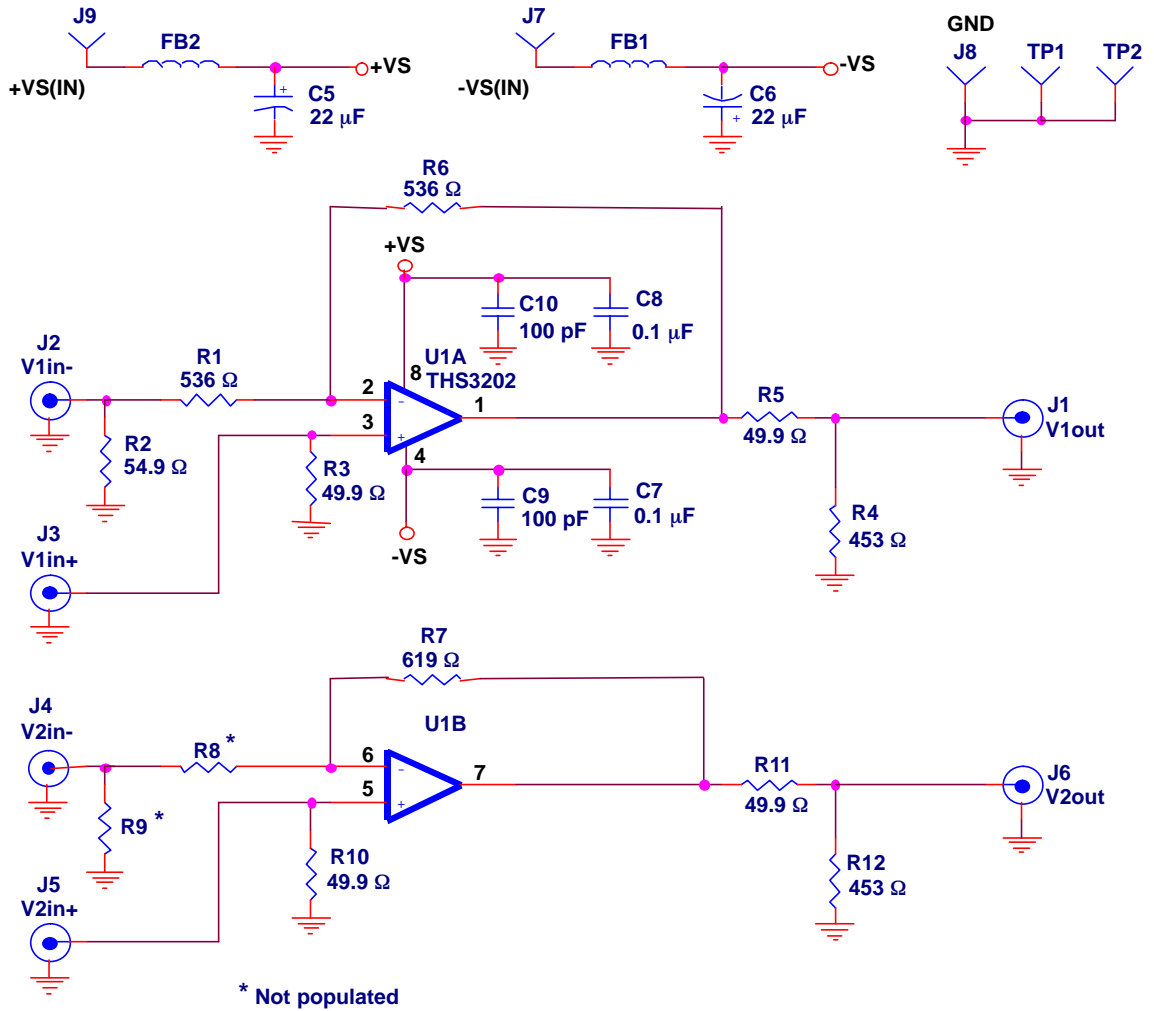 J9
FB2
+VS
+VS(IN)
+
C5
22 μF
J7
FB1
-VS
-VS(IN)
C6
22 μF
+
GND
J8
TP1
TP2
R6
536 Ω
+VS
C10
100 pF
C8
0.1 μF
J2
V1in-
R1
536 Ω
U1A
THS3202
8
2
-
3
+
1
4
R2
54.9 Ω
R3
49.9 Ω
R5
49.9 Ω
J1
V1out
C9
100 pF
C7
0.1 μF
R4
453 Ω
J3
V1in+
-VS
R7
619 Ω
J4
V2in-
U1B
R8 *
6
-
5
+
7
R9 *
R10
49.9 Ω
R11
49.9 Ω
J6
V2out
R12
453 Ω
J5
V2in+
* Not populated